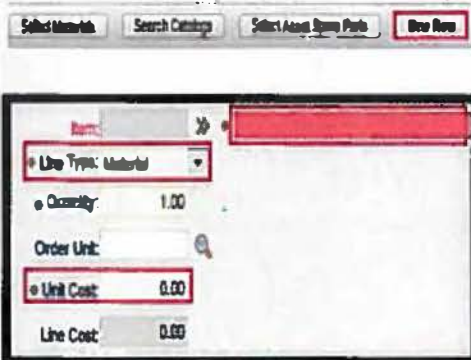 Select Materials Search Catalogs Select Asset Spare Parts New Row
Item:
Line Type: Material
Quantity: 1.00
Order Unit:
Unit Cost: 0.00
Line Cost: 0.00